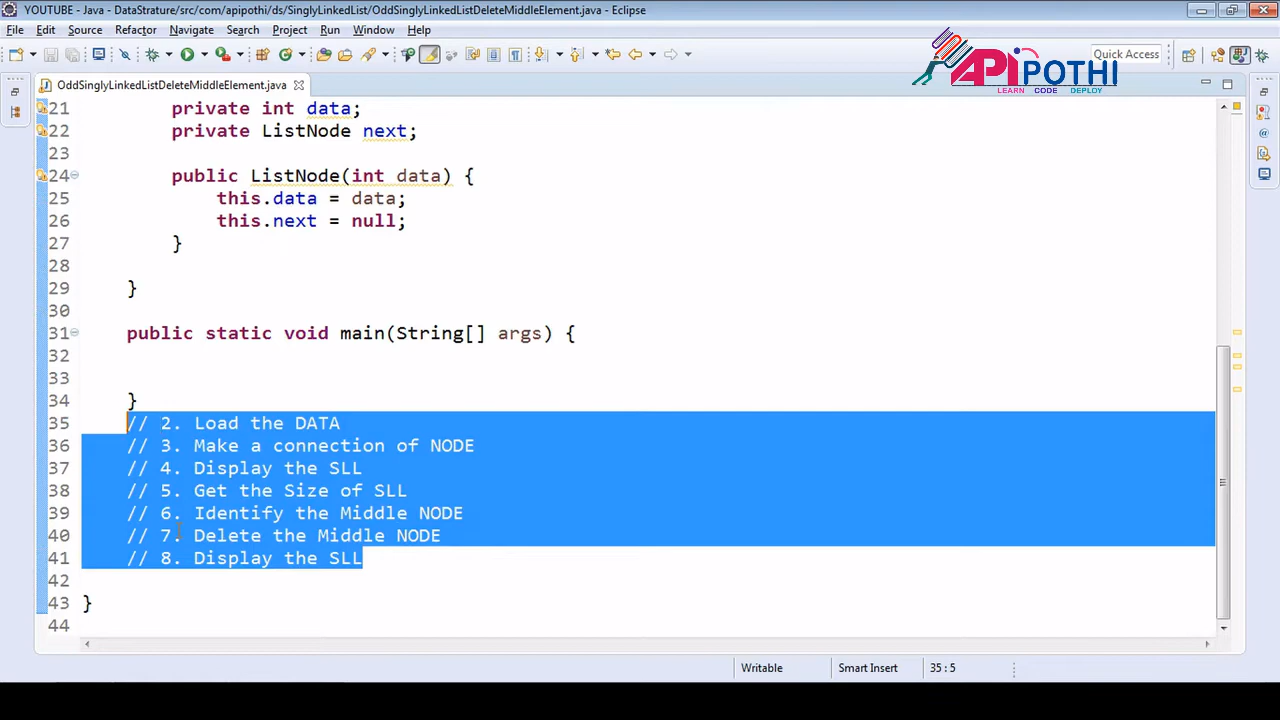 YOUTUBE - Java - DataStrature/src/com/apipothi/ds/SinglyLinkedList/OddSinglyLinkedListDeleteMiddleElement.java - Eclipse
File Edit Source Refactor Navigate Search Project Run Window Help
Quick Access
APIPOTHI
LEARN CODE DEPLOY
OddSinglyLinkedListDeleteMiddleElement.java
21 private int data;
22 private ListNode next;
23
24 public ListNode(int data) {
25 this.data = data;
26 this.next = null;
27 }
28
29 }
30
31 public static void main(String[] args) {
32
33
34 }
35 // 2. Load the DATA
36 // 3. Make a connection of NODE
37 // 4. Display the SLL
38 // 5. Get the Size of SLL
39 // 6. Identify the Middle NODE
40 // 7. Delete the Middle NODE
41 // 8. Display the SLL
42
43 }
44
Writable Smart Insert 35 : 5